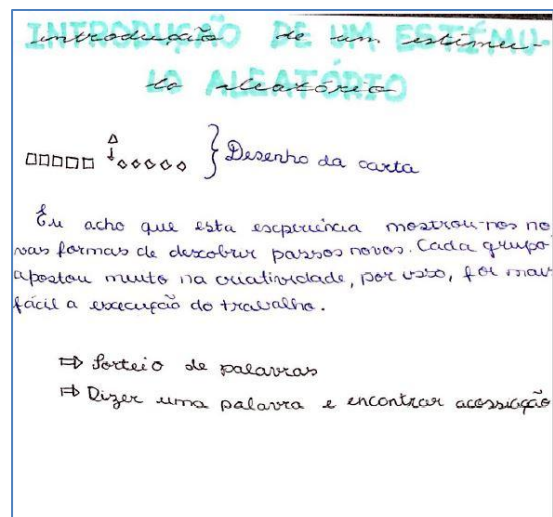 Introdução de um estímu-
lo aleatório
Desenho da carta
Eu acho que esta experiência mostrou-nos no
vas formas de descobrir passos novos. Cada grupo
apostou muito na criatividade, por isso, foi mais
fácil a execução do trabalho.
⇒ Sorteio de palavras
⇒ Dizer uma palavra e encontrar acossiação